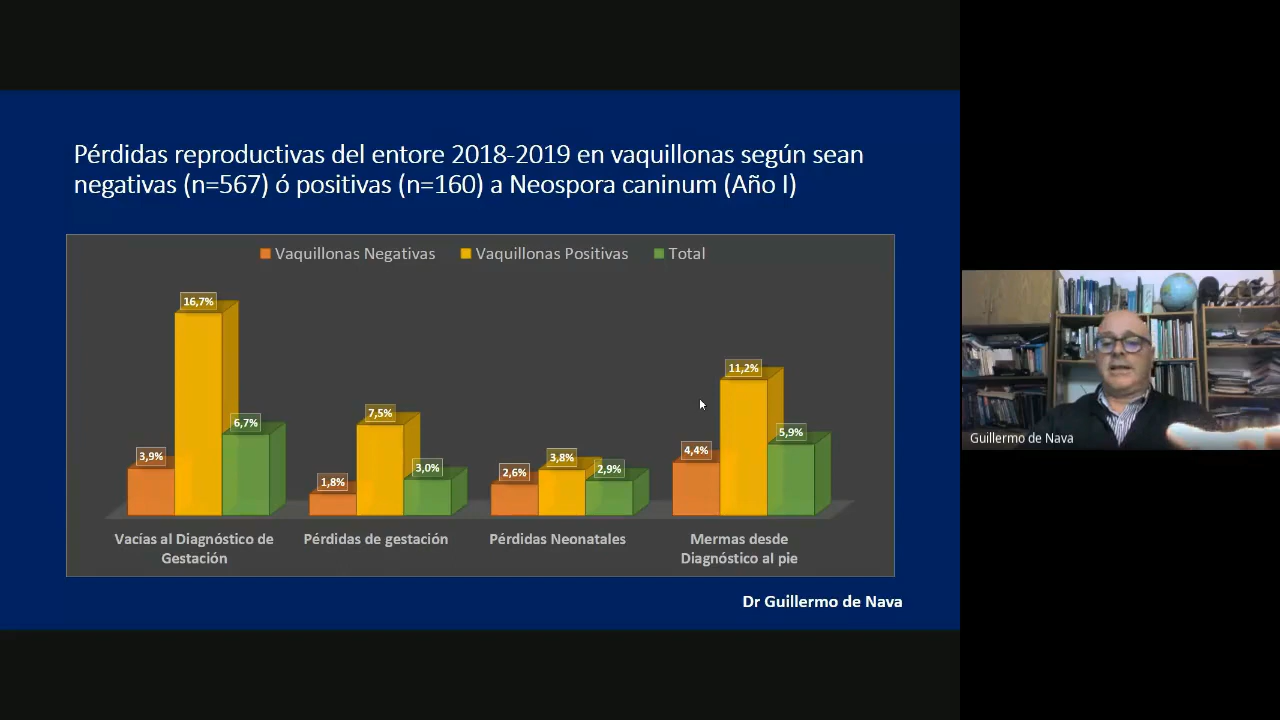 Pérdidas reproductivas del entore 2018-2019 en vaquillonas según sean
negativas (n=567) ó positivas (n=160) a Neospora caninum (Año I)
Vaquillonas Negativas
Vaquillonas Positivas
Total
3,9%
16,7%
6,7%
1,8%
7,5%
3,0%
2,6%
3,8%
2,9%
4,4%
11,2%
5,9%
Vacías al Diagnóstico de
Gestación
Pérdidas de gestación
Pérdidas Neonatales
Mermas desde
Diagnóstico al pie
Dr Guillermo de Nava
Guillermo de Nava